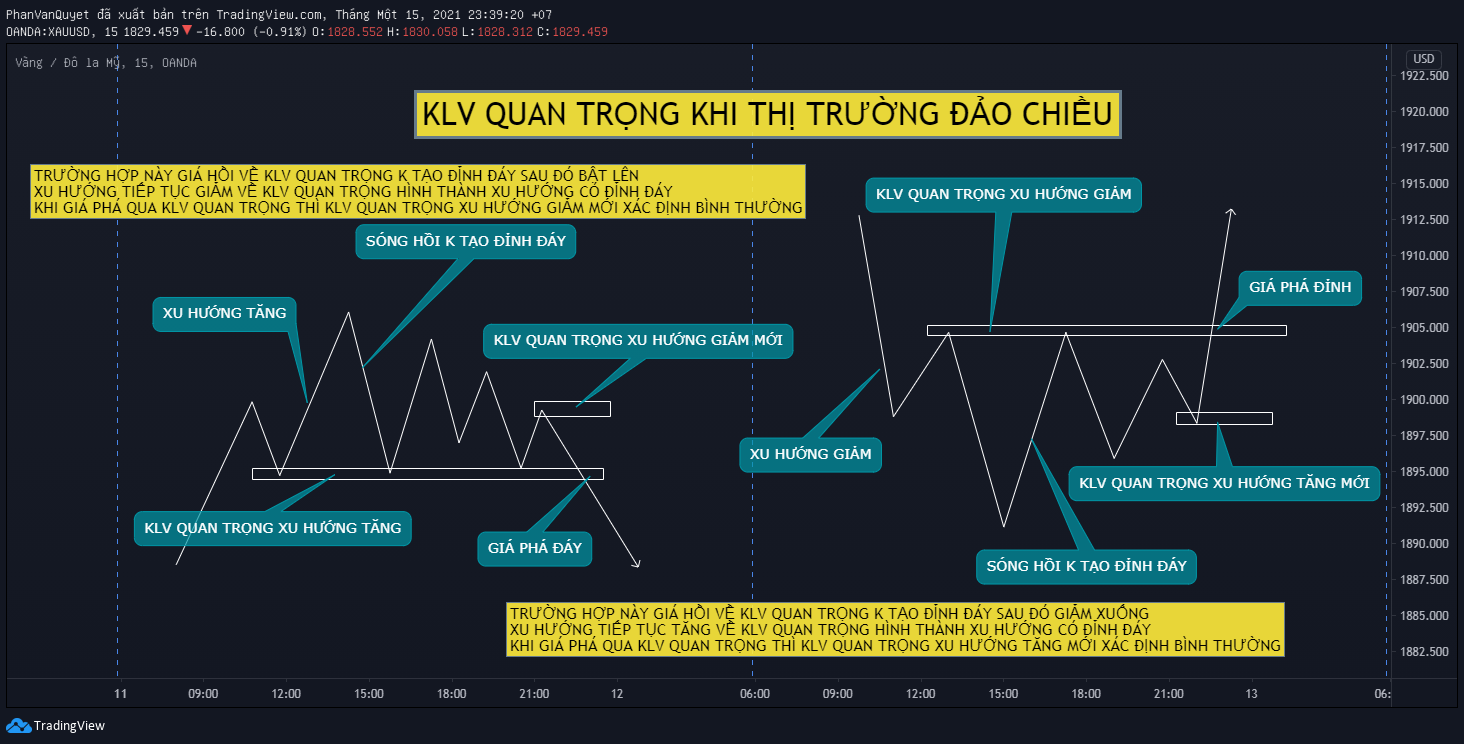 PhanVanQuyet đã xuất bản trên TradingView.com, Tháng Một 15, 2021 23:39:20 +07
OANDA:XAUUSD, 15 1829.459 ▼ −16.800 (−0.91%) O:1828.552 H:1830.058 L:1828.312 C:1829.459
Vàng / Đô la Mỹ, 15, OANDA
USD
KLV QUAN TRỌNG KHI THỊ TRƯỜNG ĐẢO CHIỀU
TRƯỜNG HỢP NÀY GIÁ HỒI VỀ KLV QUAN TRỌNG K TẠO ĐỈNH ĐÁY SAU ĐÓ BẬT LÊN
XU HƯỚNG TIẾP TỤC GIẢM VỀ KLV QUAN TRỌNG HÌNH THÀNH XU HƯỚNG CÓ ĐỈNH ĐÁY
KHI GIÁ PHÁ QUA KLV QUAN TRỌNG THÌ KLV QUAN TRỌNG XU HƯỚNG GIẢM MỚI XÁC ĐỊNH BÌNH THƯỜNG
SÓNG HỒI K TẠO ĐỈNH ĐÁY
XU HƯỚNG TĂNG
KLV QUAN TRỌNG XU HƯỚNG GIẢM MỚI
KLV QUAN TRỌNG XU HƯỚNG TĂNG
GIÁ PHÁ ĐÁY
KLV QUAN TRỌNG XU HƯỚNG GIẢM
GIÁ PHÁ ĐỈNH
XU HƯỚNG GIẢM
KLV QUAN TRỌNG XU HƯỚNG TĂNG MỚI
SÓNG HỒI K TẠO ĐỈNH ĐÁY
TRƯỜNG HỢP NÀY GIÁ HỒI VỀ KLV QUAN TRỌNG K TẠO ĐỈNH ĐÁY SAU ĐÓ GIẢM XUỐNG
XU HƯỚNG TIẾP TỤC TĂNG VỀ KLV QUAN TRỌNG HÌNH THÀNH XU HƯỚNG CÓ ĐỈNH ĐÁY
KHI GIÁ PHÁ QUA KLV QUAN TRỌNG THÌ KLV QUAN TRỌNG XU HƯỚNG TĂNG MỚI XÁC ĐỊNH BÌNH THƯỜNG
1922.500
1920.000
1917.500
1915.000
1912.500
1910.000
1907.500
1905.000
1902.500
1900.000
1897.500
1895.000
1892.500
1890.000
1887.500
1885.000
1882.500
11 09:00 12:00 15:00 18:00 21:00 12 06:00 09:00 12:00 15:00 18:00 21:00 13 06:
TradingView